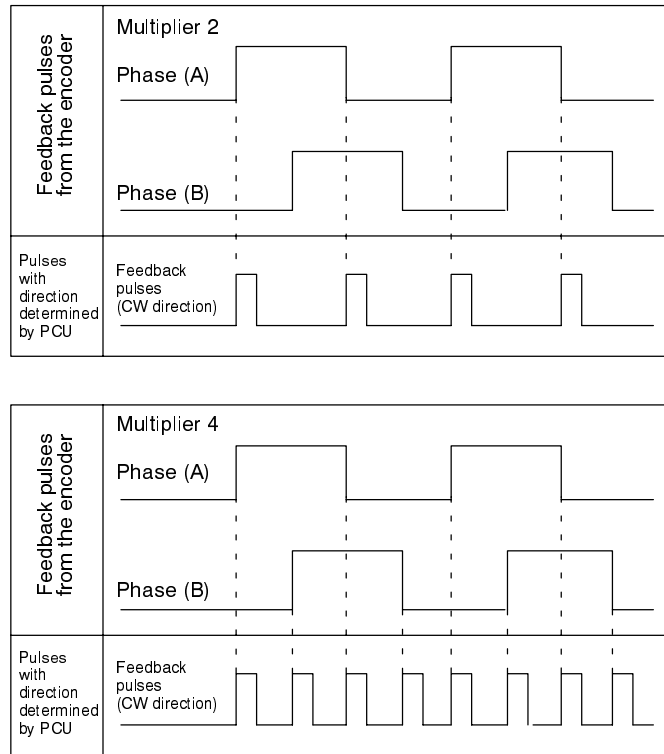 Feedback pulses
from the encoder
Multiplier 2
Phase (A)
Phase (B)
Pulses
with
direction
determined
by PCU
Feedback
pulses
(CW direction)
Feedback pulses
from the encoder
Multiplier 4
Phase (A)
Phase (B)
Pulses
with
direction
determined
by PCU
Feedback
pulses
(CW direction)